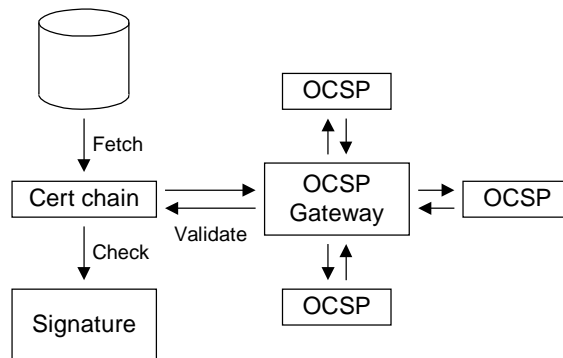 OCSP
Fetch
OCSP
Gateway
Cert chain
OCSP
Validate
Check
OCSP
Signature